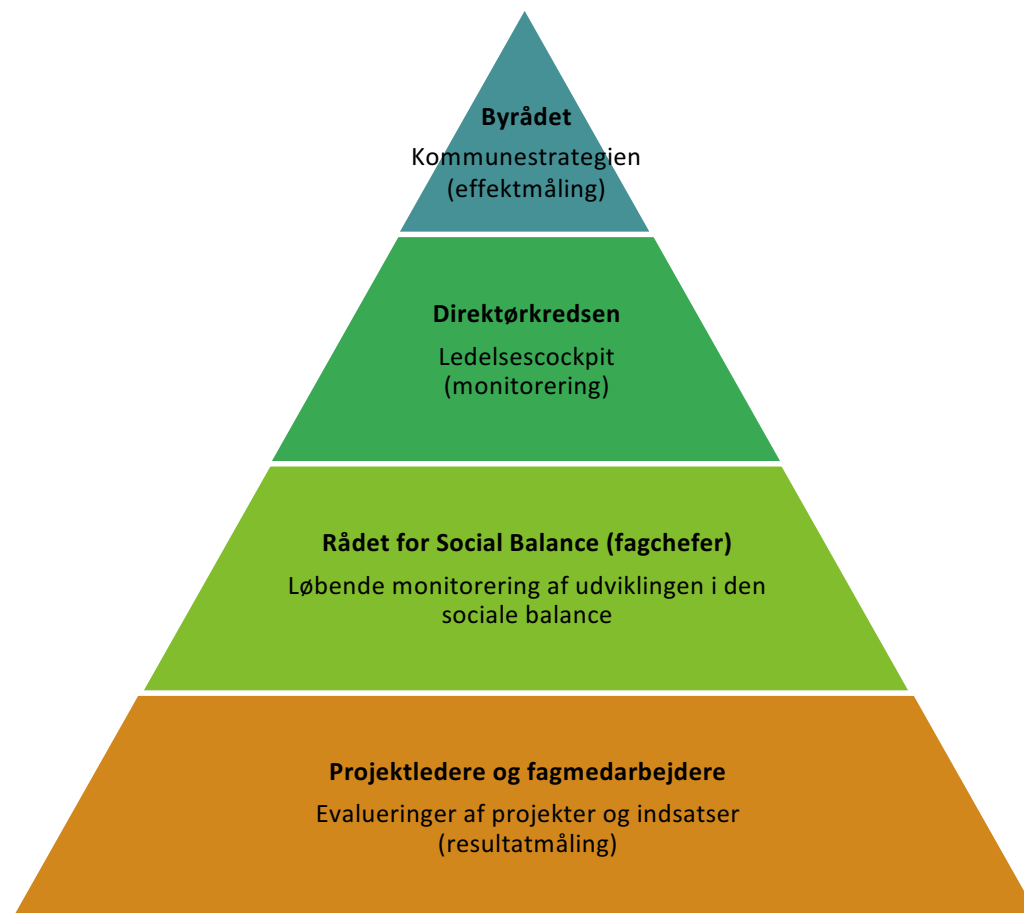 Byrådet
Kommunestrategien
(effektmåling)
Direktørkredsen
Ledelsescockpit
(monitorering)
Rådet for Social Balance (fagchefer)
Løbende monitorering af udviklingen i den
sociale balance
Projektledere og fagmedarbejdere
Evalueringer af projekter og indsatser
(resultatmåling)